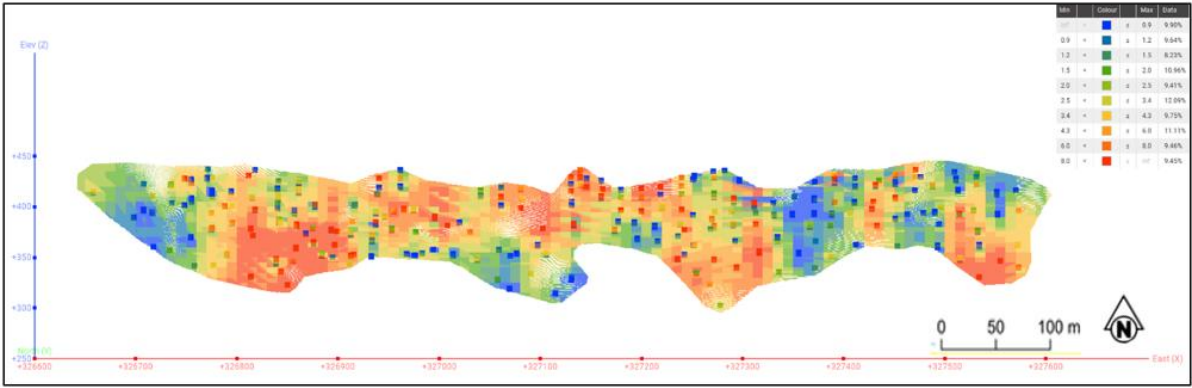 Min Colour Max Data
INF ≤ 0.9 9.90%
0.9 < ≤ 1.2 9.64%
1.2 < ≤ 1.5 8.23%
1.5 < ≤ 2.0 10.96%
2.0 < ≤ 2.5 9.41%
2.5 < ≤ 3.4 12.09%
3.4 < ≤ 4.3 9.75%
4.3 < ≤ 6.0 11.11%
6.0 < ≤ 8.0 9.46%
8.0 < INF 9.45%
Elev (Z)
+450
+400
+350
+300
+250
0 50 100 m
N
East (X)
+326600 +326700 +326800 +326900 +327000 +327100 +327200 +327300 +327400 +327500 +327600